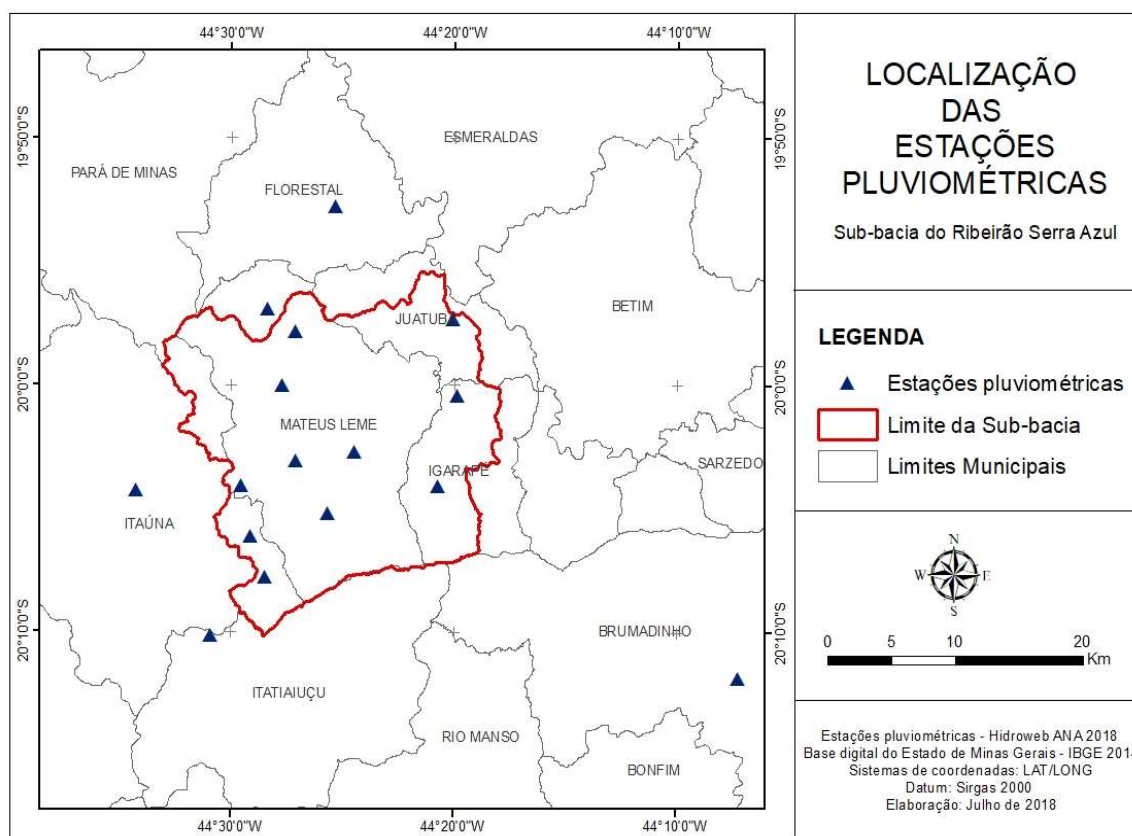 44°30'0"W 44°20'0"W 44°10'0"W
19°50'0"S
20°0'0"S
20°10'0"S
ESMERALDAS
PARÁ DE MINAS
FLORESTAL
BETIM
JUATUB
MATEUS LEME
IGARAPÉ
SARZEDO
ITAÚNA
BRUMADINHO
ITATIAIUÇU
RIO MANSO
BONFIM
19°50'0"S
20°0'0"S
20°10'0"S
44°30'0"W 44°20'0"W 44°10'0"W
LOCALIZAÇÃO
DAS
ESTAÇÕES
PLUVIOMÉTRICAS
Sub-bacia do Ribeirão Serra Azul
LEGENDA
Estações pluviométricas
Limite da Sub-bacia
Limites Municipais
N
W E
S
0 5 10 20
Km
Estações pluviométricas - Hidroweb ANA 2018
Base digital do Estado de Minas Gerais - IBGE 2014
Sistemas de coordenadas: LAT/LONG
Datum: Sirgas 2000
Elaboração: Julho de 2018